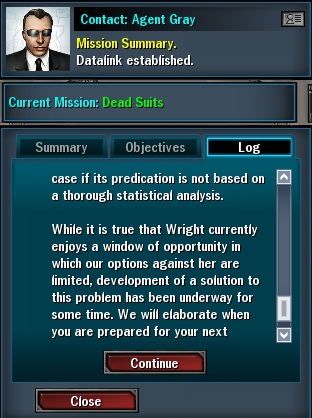 Contact: Agent Gray
Mission Summary.
Datalink established.
Current Mission: Dead Suits
Summary
Objectives
Log
case if its predication is not based on
a thorough statistical analysis.
While it is true that Wright currently
enjoys a window of opportunity in
which our options against her are
limited, development of a solution to
this problem has been underway for
some time. We will elaborate when
you are prepared for your next
Continue
Close